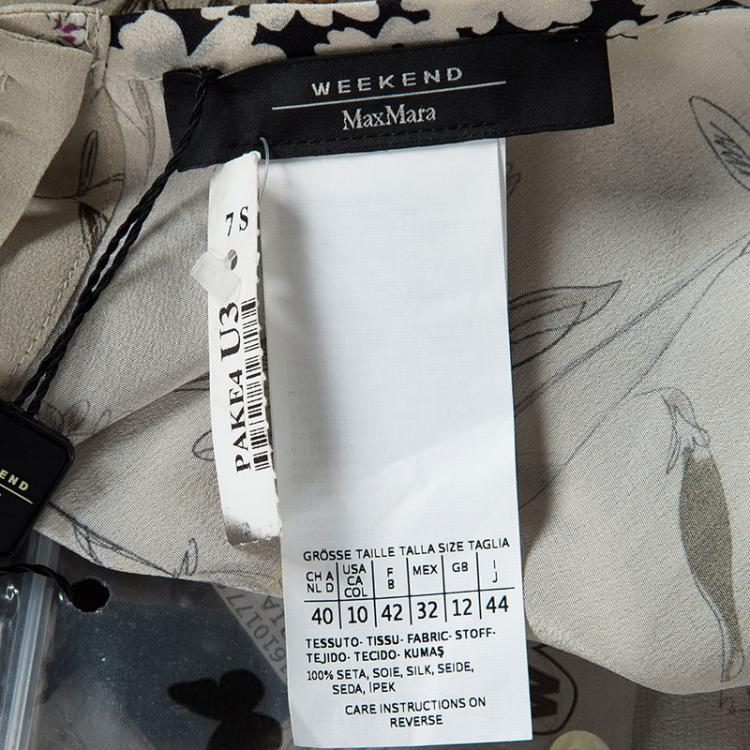 WEEKEND
MaxMara
7 S
PAKE4 U3
END
GRÖSSE TAILLE TALLA SIZE TAGLIA
CH A NL D
USA CA COL
F B
MEX
GB
I J
40 10 42 32 12 44
TESSUTO- TISSU- FABRIC- STOFF-
TEJIDO- TECIDO- KUMAŞ
100% SETA, SOIE, SILK, SEIDE,
SEDA, İPEK
CARE INSTRUCTIONS ON
REVERSE